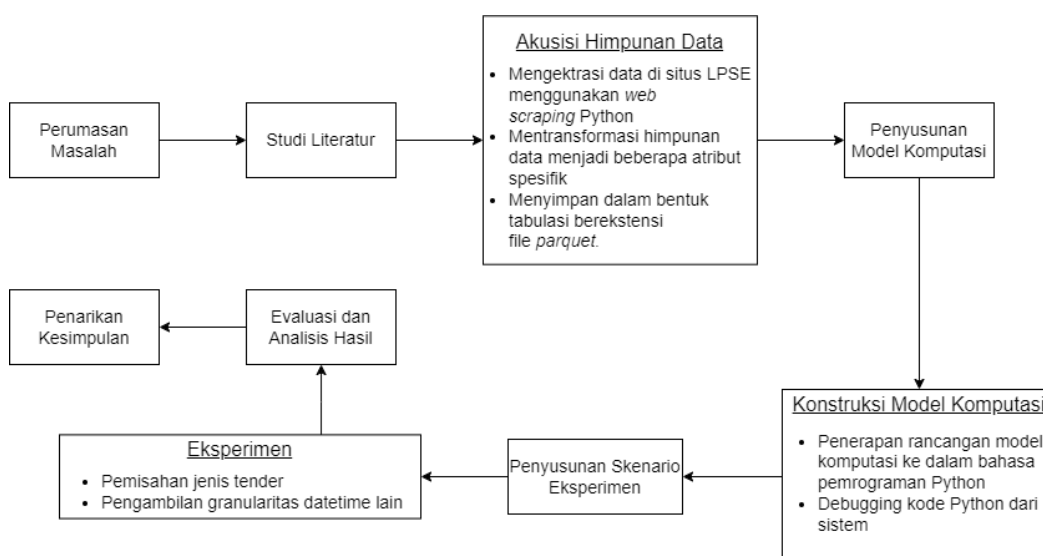 Perumasan
Masalah
Studi Literatur
Akusisi Himpunan Data
• Mengektrasi data di situs LPSE
menggunakan web
scraping Python
• Mentransformasi himpunan
data menjadi beberapa atribut
spesifik
• Menyimpan dalam bentuk
tabulasi berekstensi
file parquet.
Penyusunan
Model Komputasi
Konstruksi Model Komputasi
• Penerapan rancangan model
komputasi ke dalam bahasa
pemrograman Python
• Debugging kode Python dari
sistem
Penyusunan Skenario
Eksperimen
Eksperimen
• Pemisahan jenis tender
• Pengambilan granularitas datetime lain
Evaluasi dan
Analisis Hasil
Penarikan
Kesimpulan